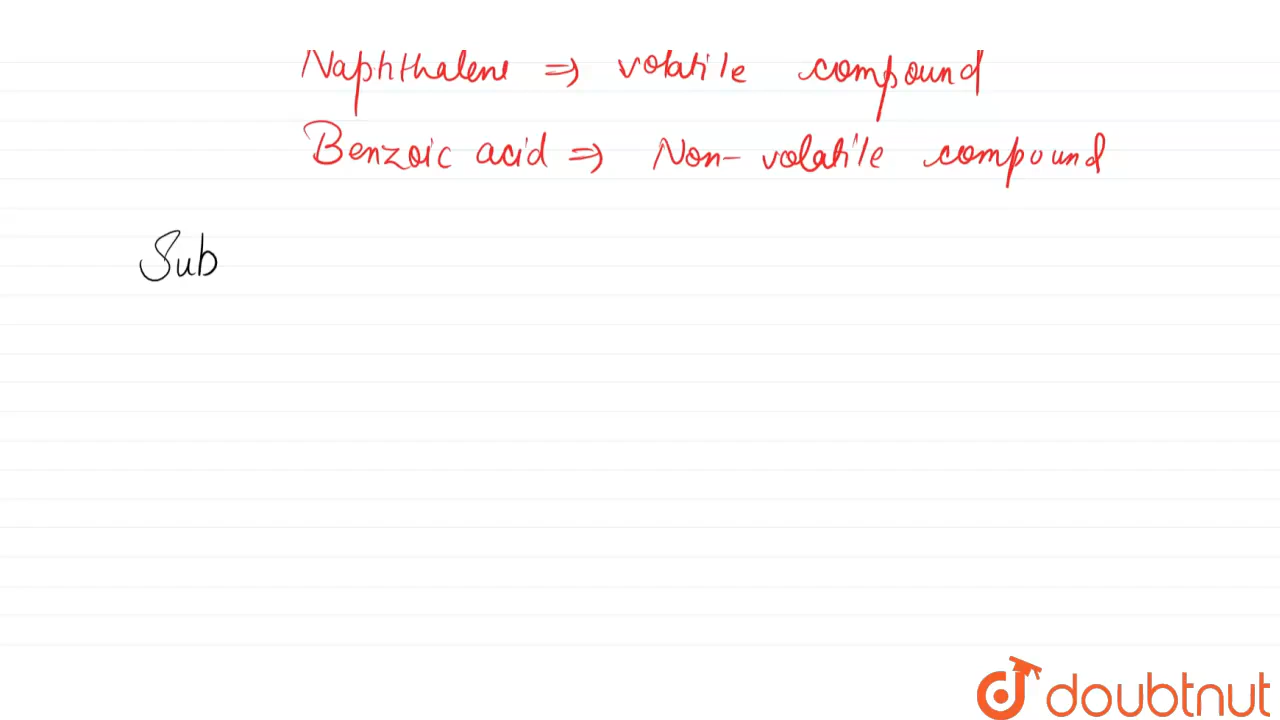 Naphthalene ⇒ volatile compound
Benzoic acid ⇒ Non-volatile compound
Sub
doubtnut